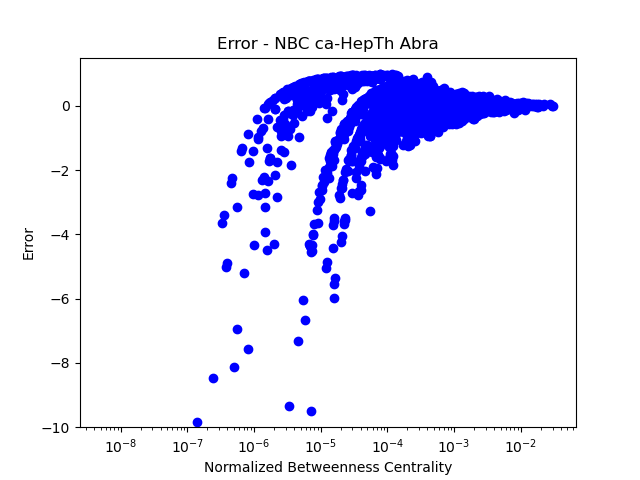 Error - NBC ca-HepTh Abra
Error
0
−2
−4
−6
−8
−10
10⁻⁸ 10⁻⁷ 10⁻⁶ 10⁻⁵ 10⁻⁴ 10⁻³ 10⁻²
Normalized Betweenness Centrality